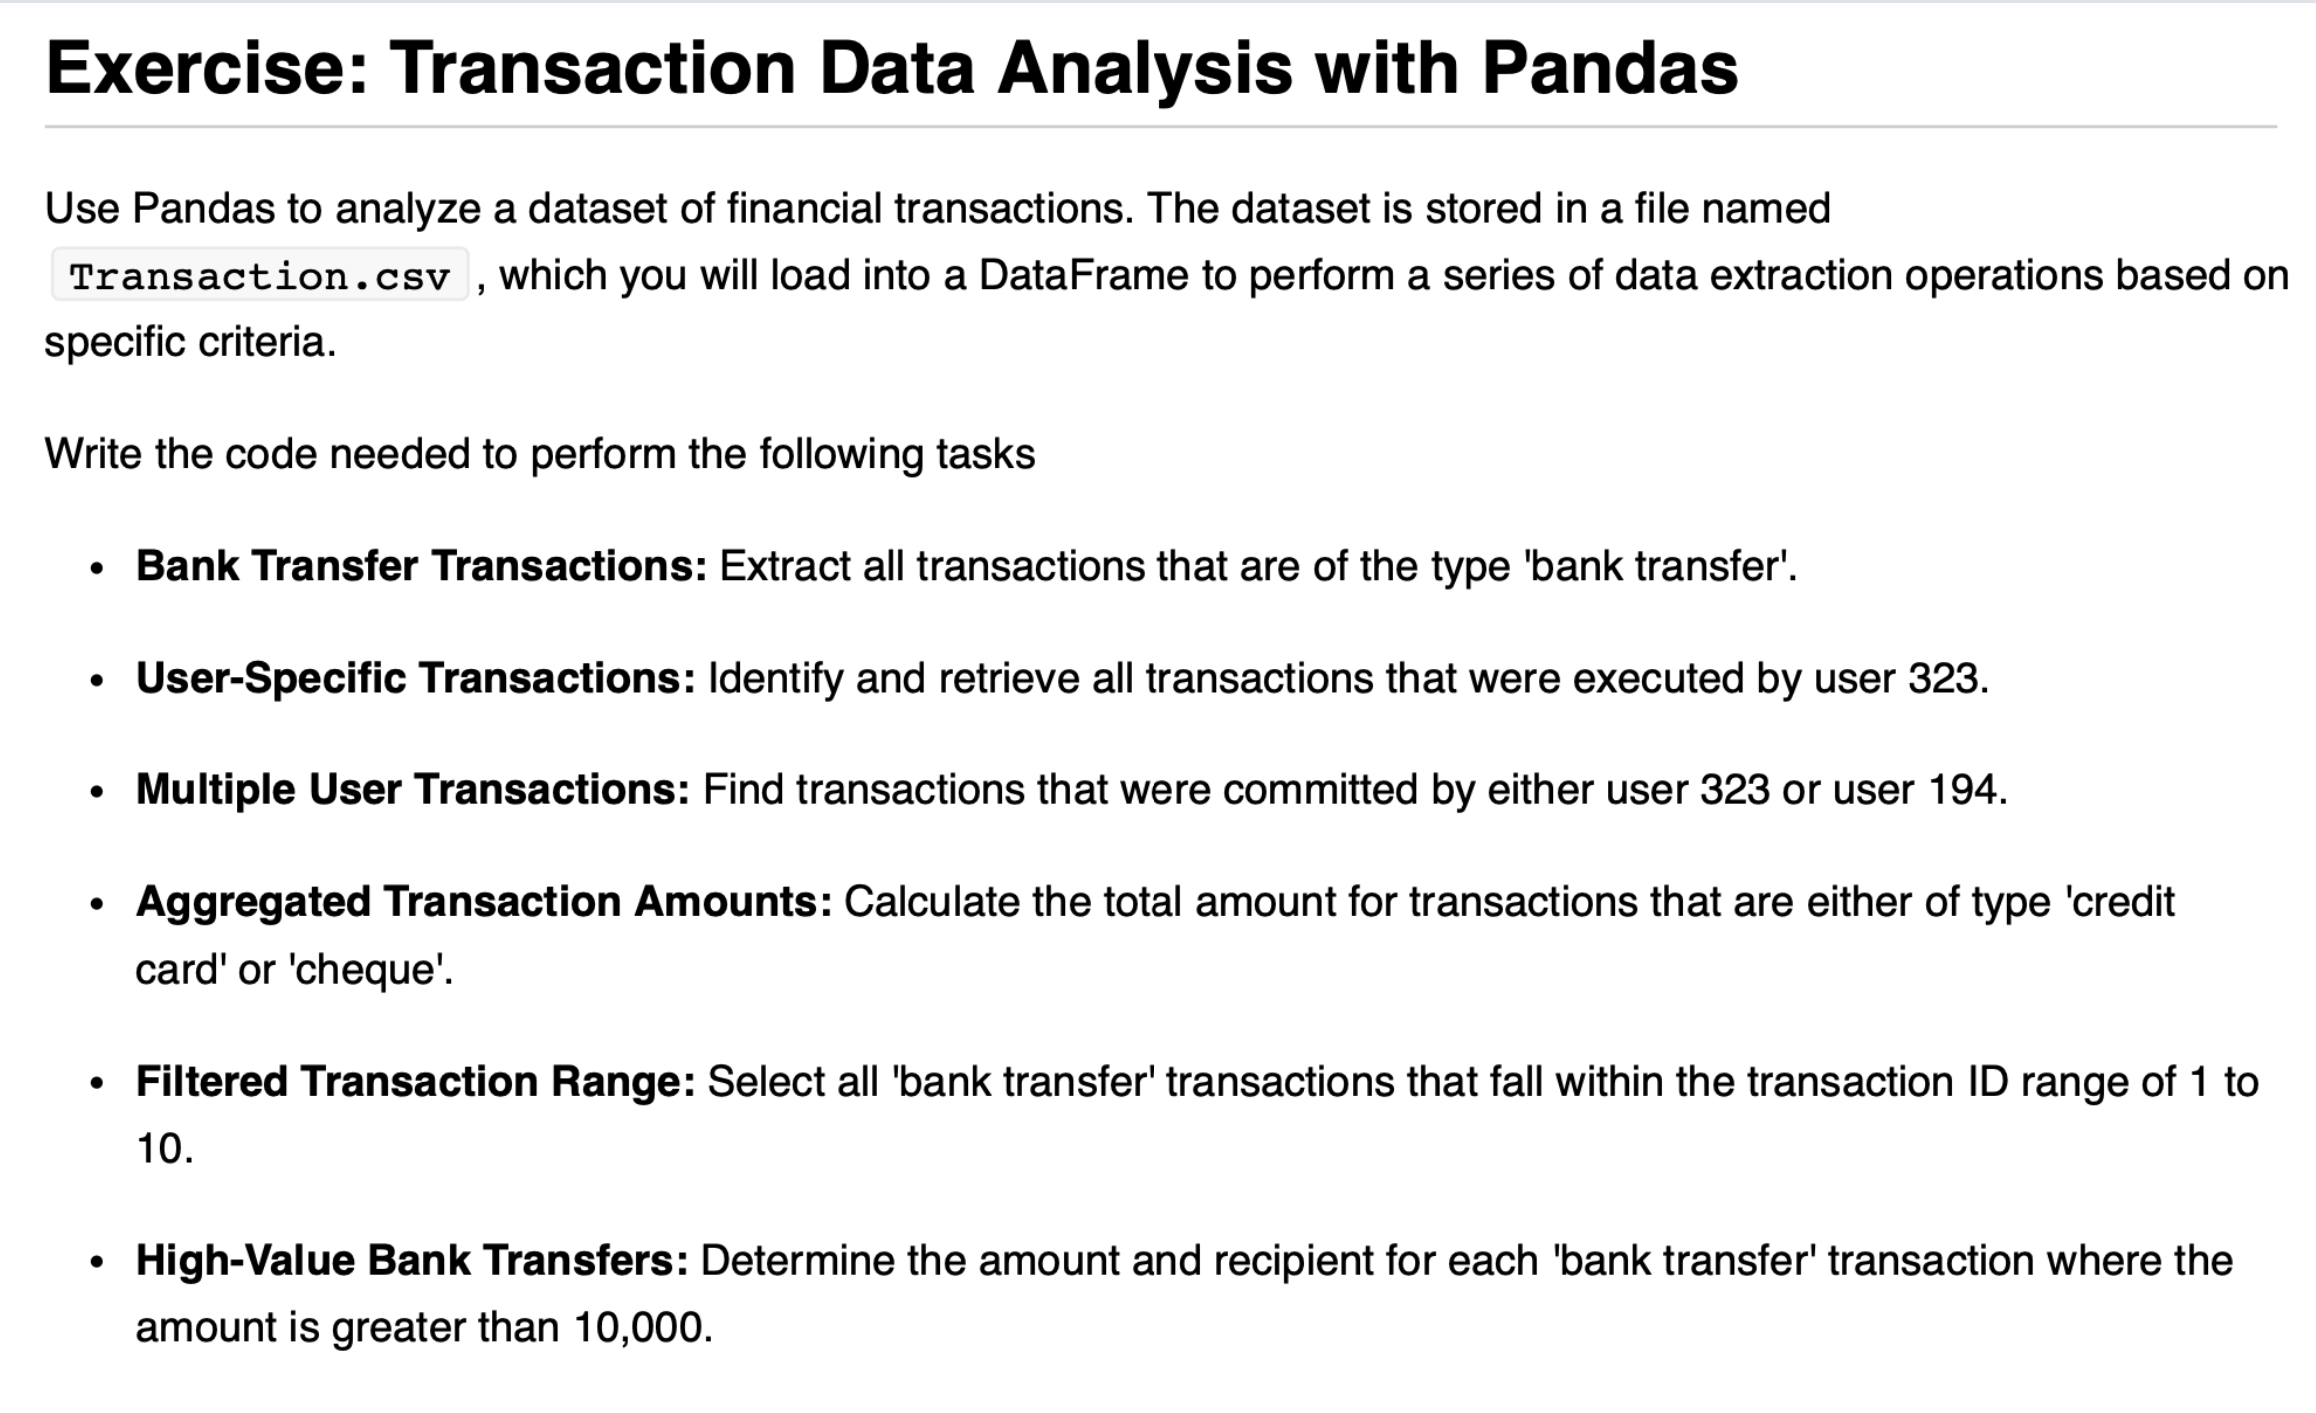 Exercise: Transaction Data Analysis with Pandas
Use Pandas to analyze a dataset of financial transactions. The dataset is stored in a file named
Transaction.csv , which you will load into a DataFrame to perform a series of data extraction operations based on
specific criteria.
Write the code needed to perform the following tasks
• Bank Transfer Transactions: Extract all transactions that are of the type 'bank transfer'.
• User-Specific Transactions: Identify and retrieve all transactions that were executed by user 323.
• Multiple User Transactions: Find transactions that were committed by either user 323 or user 194.
• Aggregated Transaction Amounts: Calculate the total amount for transactions that are either of type 'credit
card' or 'cheque'.
• Filtered Transaction Range: Select all 'bank transfer' transactions that fall within the transaction ID range of 1 to
10.
• High-Value Bank Transfers: Determine the amount and recipient for each 'bank transfer' transaction where the
amount is greater than 10,000.